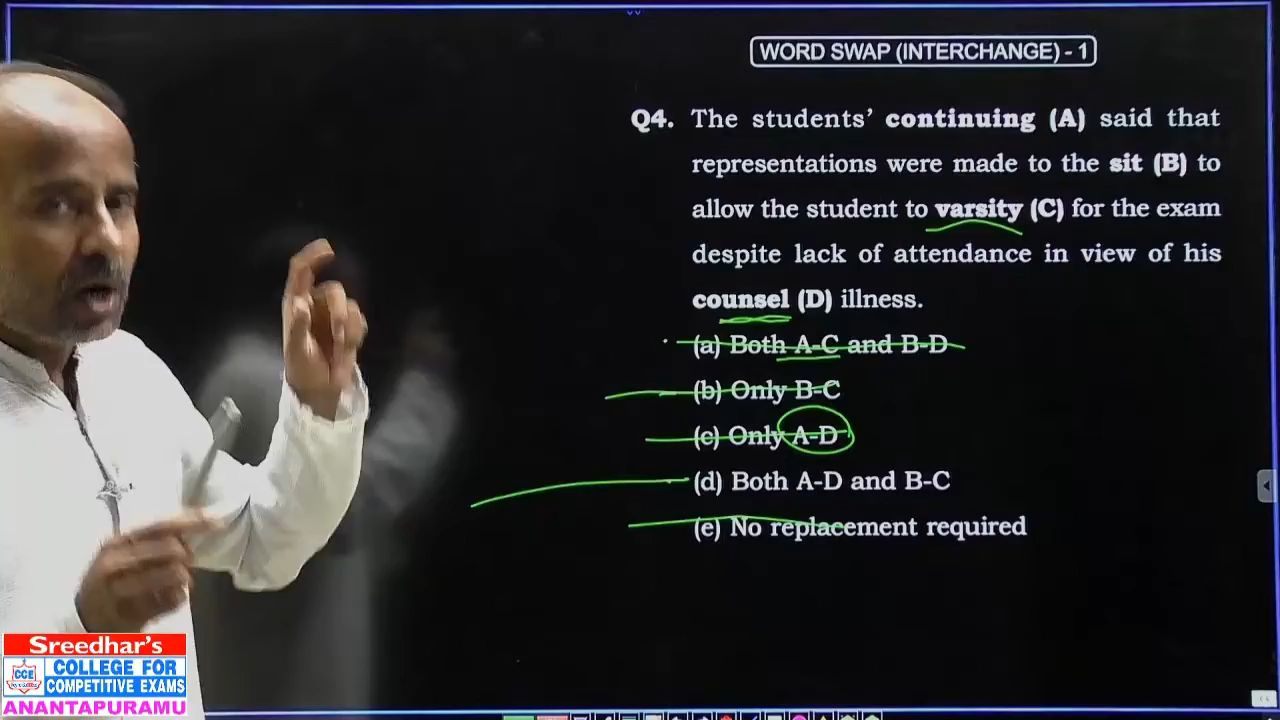 WORD SWAP (INTERCHANGE) - 1
Q4. The students’ continuing (A) said that
representations were made to the sit (B) to
allow the student to varsity (C) for the exam
despite lack of attendance in view of his
counsel (D) illness.
(a) Both A-C and B-D
(b) Only B-C
(c) Only A-D
(d) Both A-D and B-C
(e) No replacement required
Sreedhar's
CCE
COLLEGE FOR
COMPETITIVE EXAMS
ANANTAPURAMU